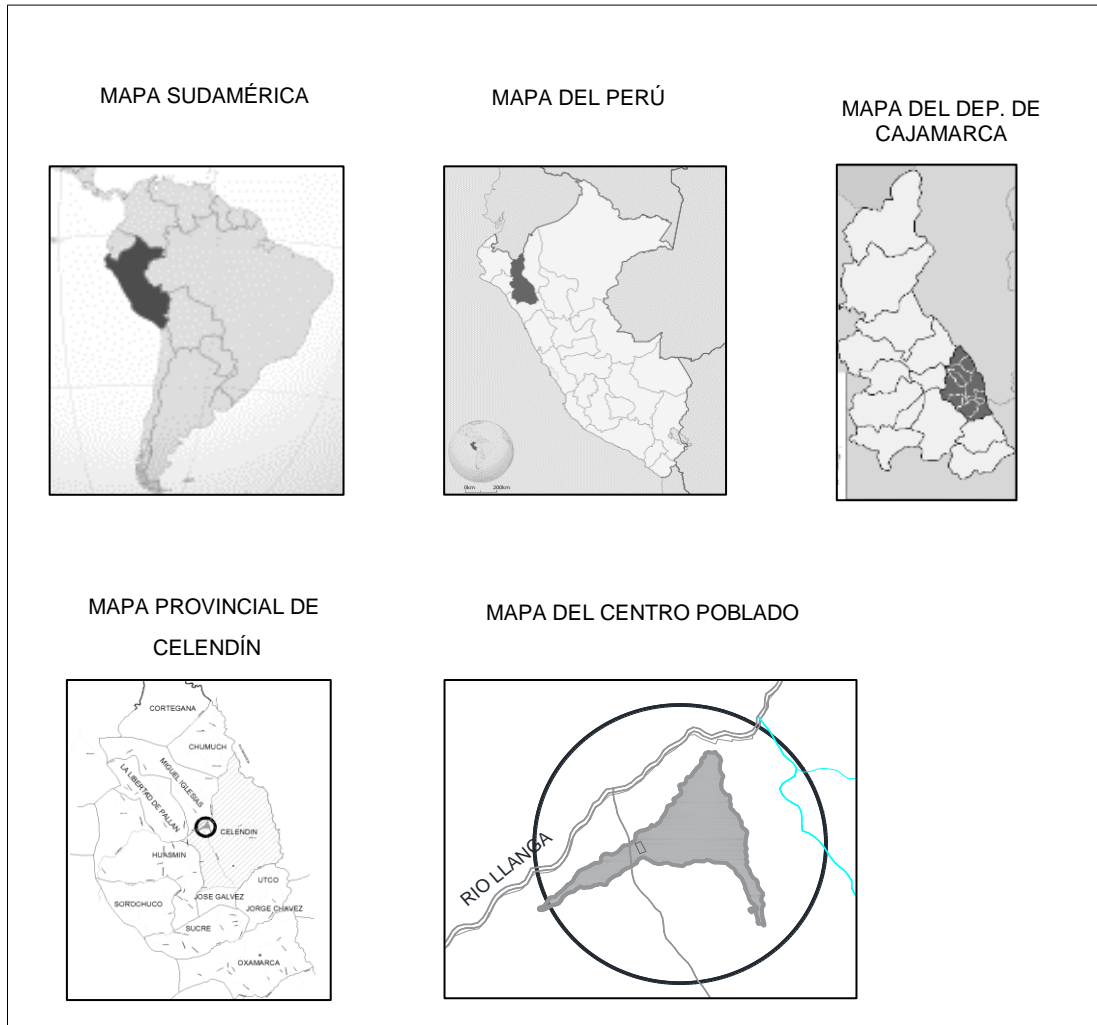 MAPA SUDAMÉRICA
MAPA DEL PERÚ
MAPA DEL DEP. DE
CAJAMARCA
0km 200km
MAPA PROVINCIAL DE
CELENDÍN
MAPA DEL CENTRO POBLADO
CORTEGANA
CHUMUCH
MIGUEL IGLESIAS
LA LIBERTAD DE PALLAN
CELENDIN
HUASMIN
UTCO
SOROCHUCO
JOSE GALVEZ
JORGE CHAVEZ
SUCRE
OXAMARCA
RIO LLANGA